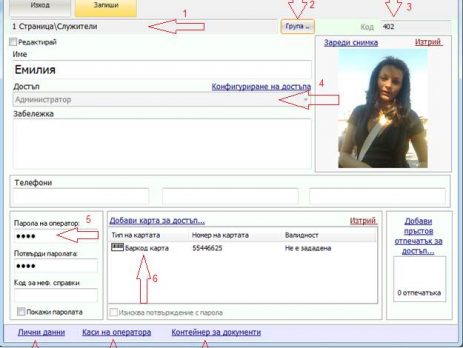 Изход
Запиши
2
3
1 Страница\Служители
1
Група ..
Код
402
Редактирай
Зареди снимка
Изтрий
Име
Емилия
Достъп
Конфигуриране на достъпа
Администратор
4
Забележка
Телефони
Парола на оператор:
5
••••
Потвърди паролата:
••••
Код за неф. справки
Покажи паролата
Добави карта за достъп...
Изтрий
Тип на картата
Номер на картата
Валидност
Баркод карта
55446625
Не е зададена
6
Изисква потвърждение с парола
Добави
пръстов
отпечатък за
достъп...
0 отпечатъка
Лични данни
Каси на оператора
Контейнер за документи